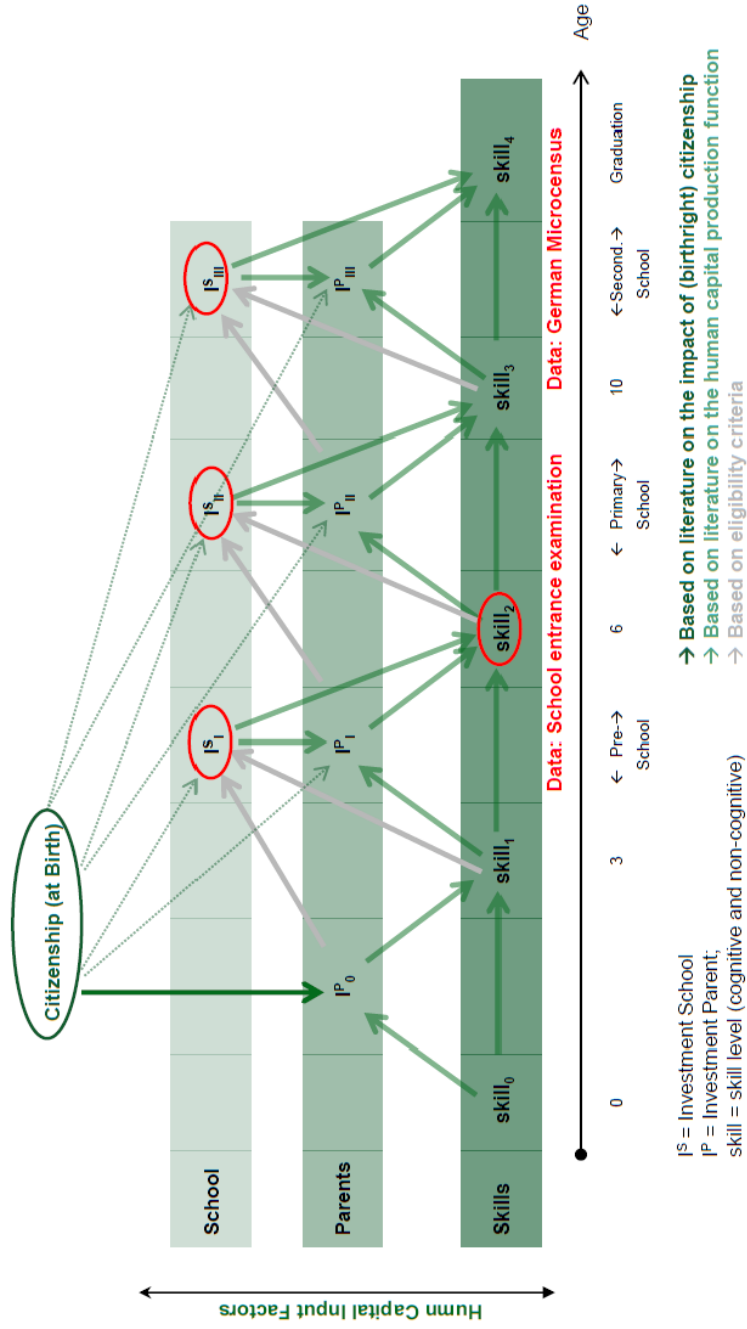 Citizenship (at Birth)
Humn Capital Input Factors
School
I^S_I
I^S_II
I^S_III
Parents
I^P_0
I^P_I
I^P_II
I^P_III
Skills
skill_0
skill_1
skill_2
skill_3
skill_4
Data: School entrance examination
Data: German Microcensus
Age
0
3
← Pre-→
School
6
← Primary→
School
10
←Second.→
School
Graduation
I^S = Investment School
I^P = Investment Parent;
skill = skill level (cognitive and non-cognitive)
→ Based on literature on the impact of (birthright) citizenship
→ Based on literature on the human capital production function
→ Based on eligibility criteria